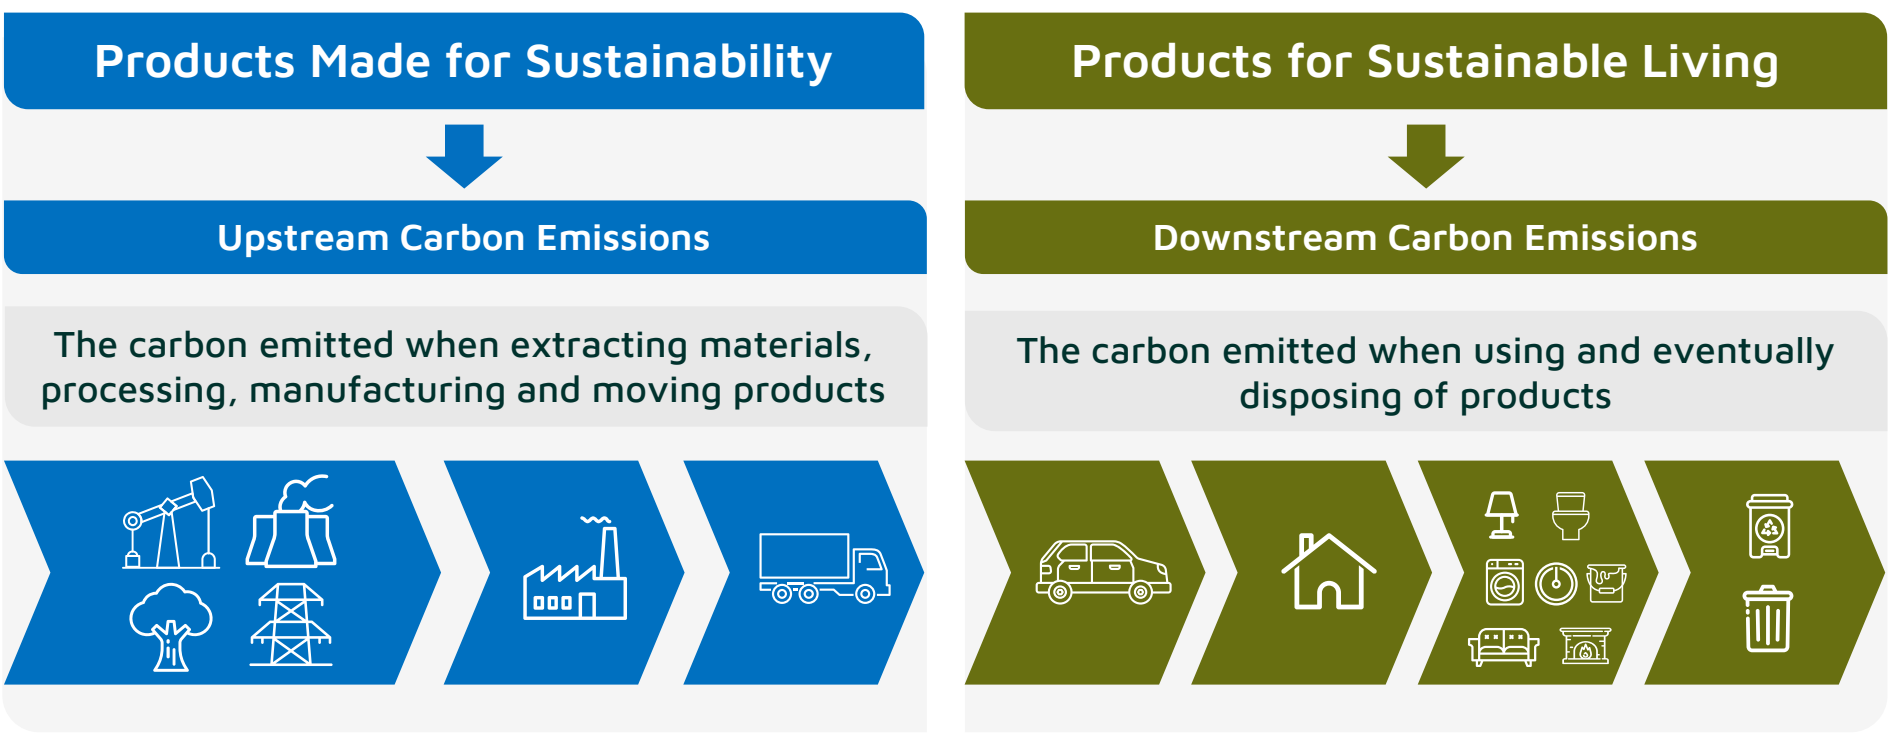 Products Made for Sustainability
Upstream Carbon Emissions
The carbon emitted when extracting materials,
processing, manufacturing and moving products
Products for Sustainable Living
Downstream Carbon Emissions
The carbon emitted when using and eventually
disposing of products